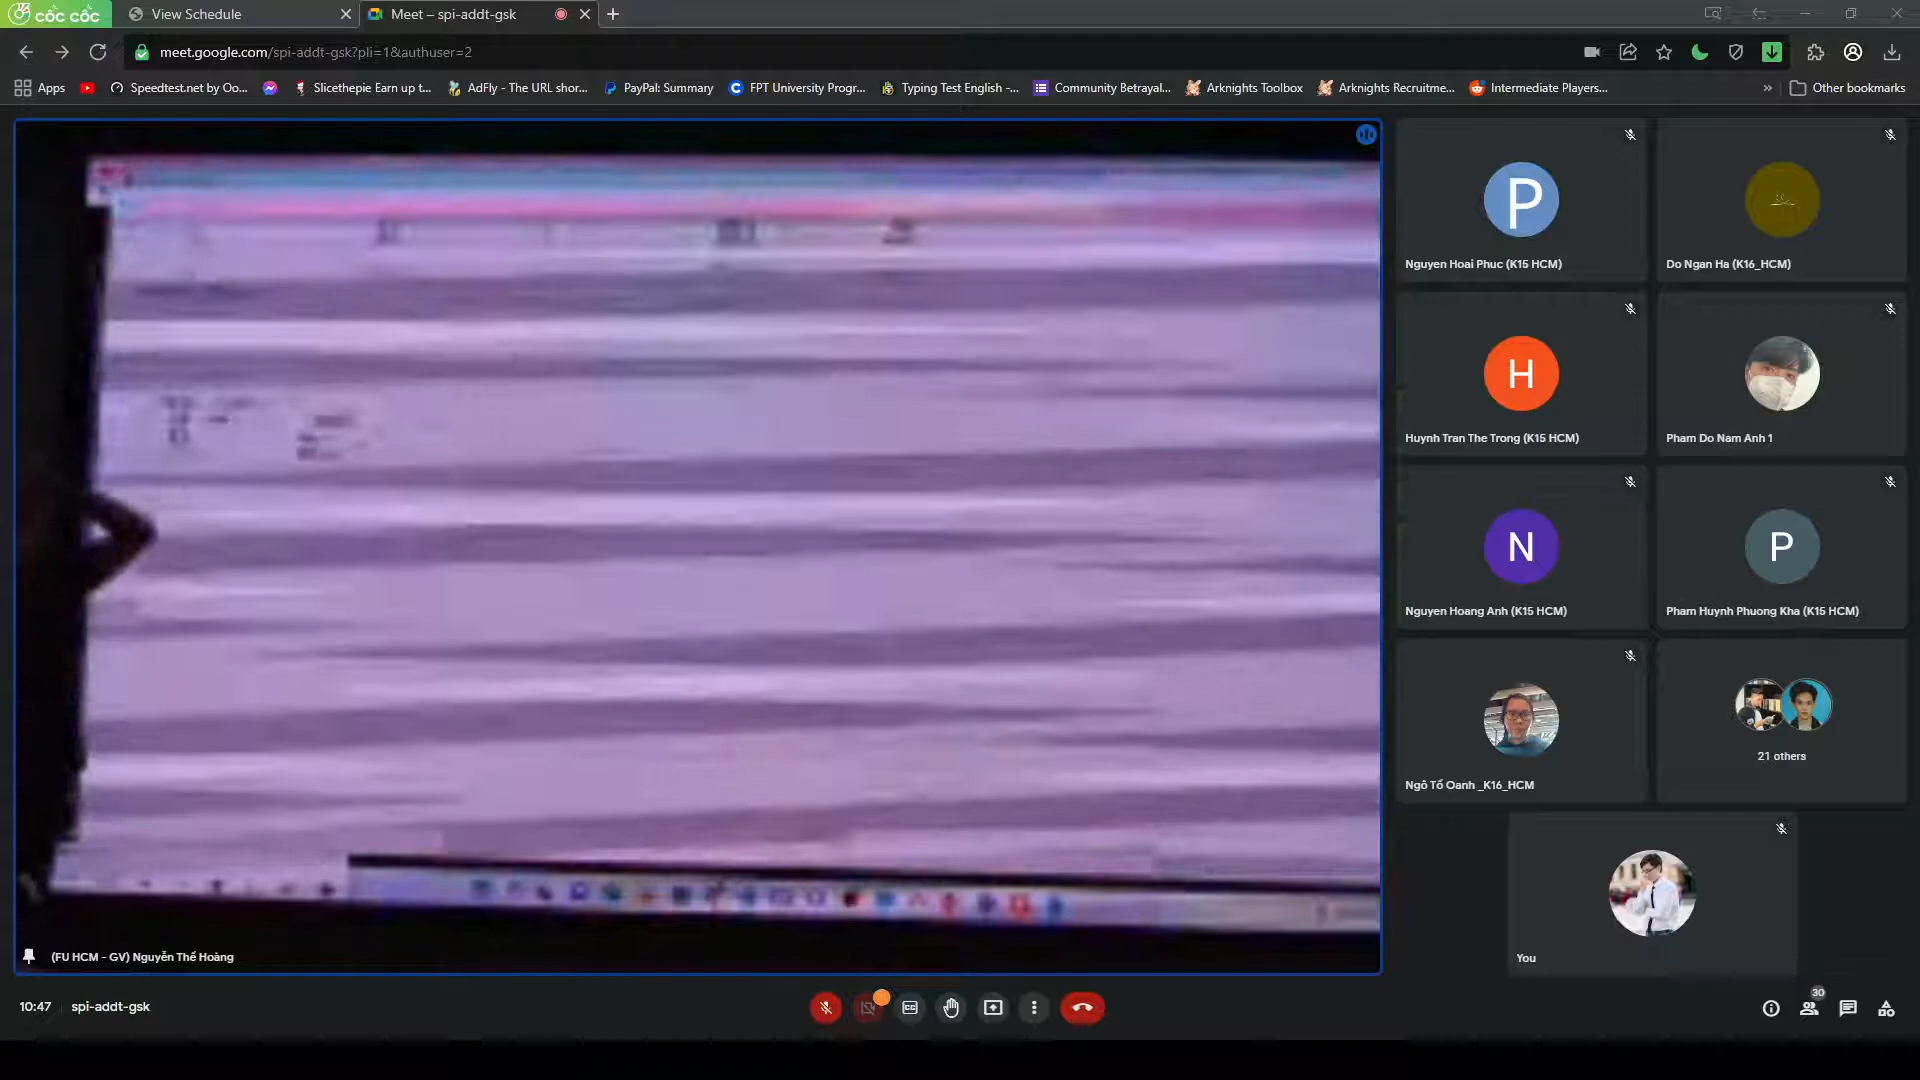 cốc cốc
View Schedule
Meet – spi-addt-gsk
meet.google.com/spi-addt-gsk?pli=1&authuser=2
Apps
Speedtest.net by Oo...
Slicethepie Earn up t...
AdFly - The URL shor...
PayPal: Summary
FPT University Progr...
Typing Test English -...
Community Betrayal...
Arknights Toolbox
Arknights Recruitme...
Intermediate Players...
»
Other bookmarks
P
Nguyen Hoai Phuc (K15 HCM)
Do Ngan Ha (K16_HCM)
H
Huynh Tran The Trong (K15 HCM)
Pham Do Nam Anh 1
N
Nguyen Hoang Anh (K15 HCM)
P
Pham Huynh Phuong Kha (K15 HCM)
Ngô Tố Oanh _K16_HCM
21 others
You
(FU HCM - GV) Nguyễn Thế Hoàng
10:47
spi-addt-gsk
30